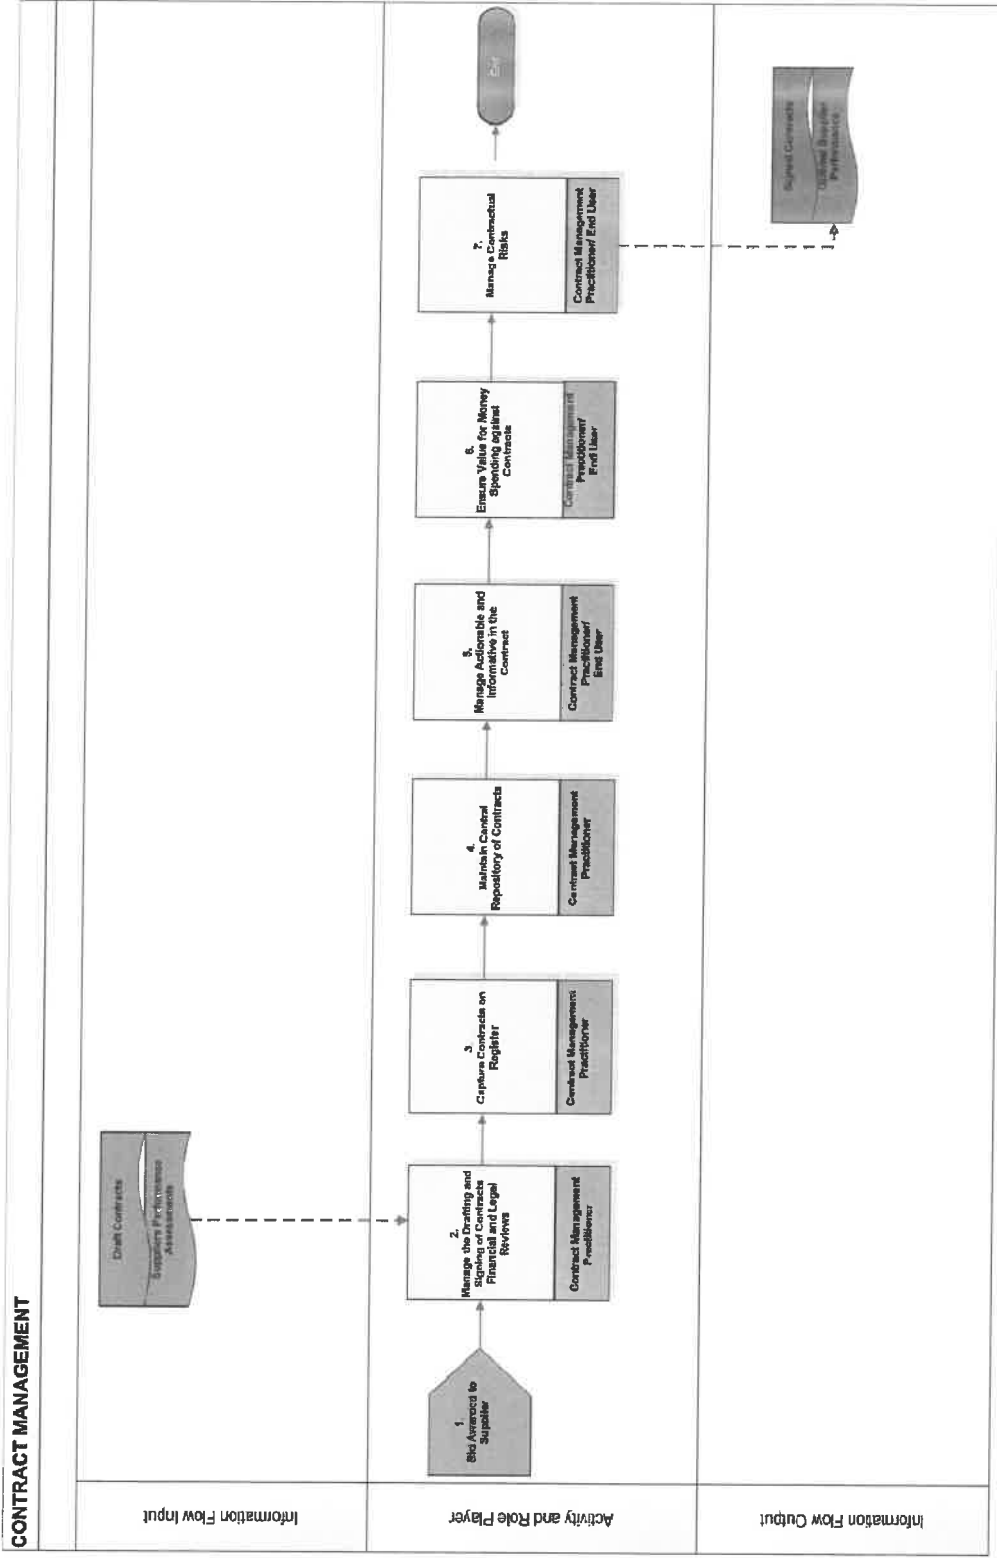 CONTRACT MANAGEMENT
Information Flow Input
Draft Contracts
Suppliers Performance
Assessments
Activity and Role Player
1.
Bid Awarded to
Supplier
2.
Manage the Drafting and
Signing of Contracts
Financial and Legal
Reviews
Contract Management
Practitioner
3.
Capture Contracts on
Register
Contract Management
Practitioner
4.
Maintain Central
Repository of Contracts
Contract Management
Practitioner
5.
Manage Actionable and
Informative in the
Contract
Contract Management
Practitioner/
End User
6.
Ensure Value for Money
Spending against
Contracts
Contract Management
Practitioner/
End User
7.
Manage Contractual
Risks
Contract Management
Practitioner/ End User
Information Flow Output
Signed Contracts
Supplier
Performance